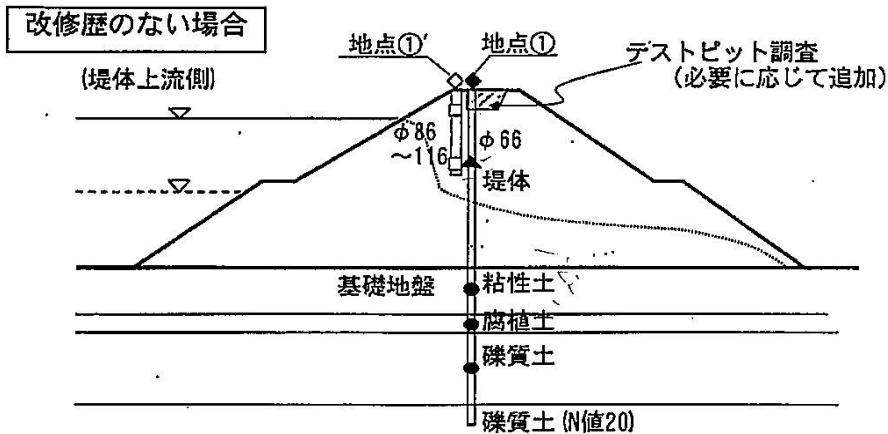 改修歴のない場合
地点①′
地点①
デストピット調査
(必要に応じて追加)
(堤体上流側)
φ86
～116
φ66
堤体
基礎地盤
粘性土
腐植土
礫質土
礫質土(N値20)